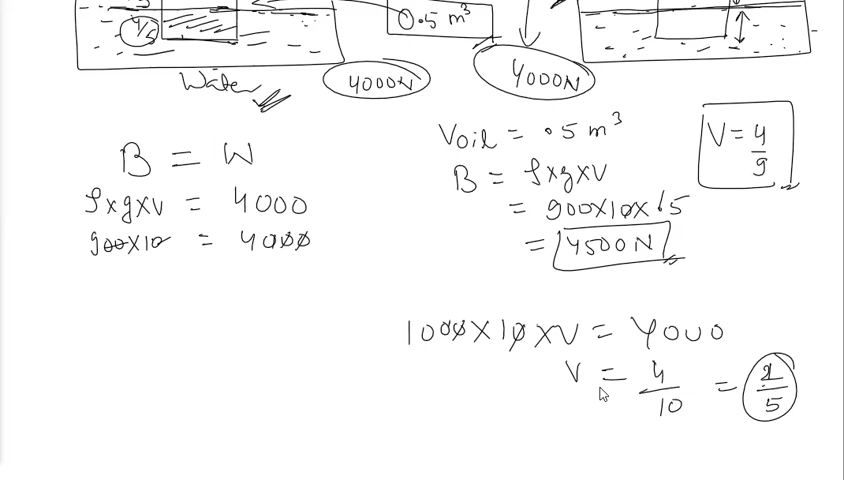 4/5
0.5 m³
Water
4000N
4000N
B = W
ρxgxv = 4000
900x10 = 4000
Voil = .5 m³
B = ρxgxv
= 900x10x.5
= 4500N
V = 4/9
1000x10xV = 4000
V = 4/10 = 2/5